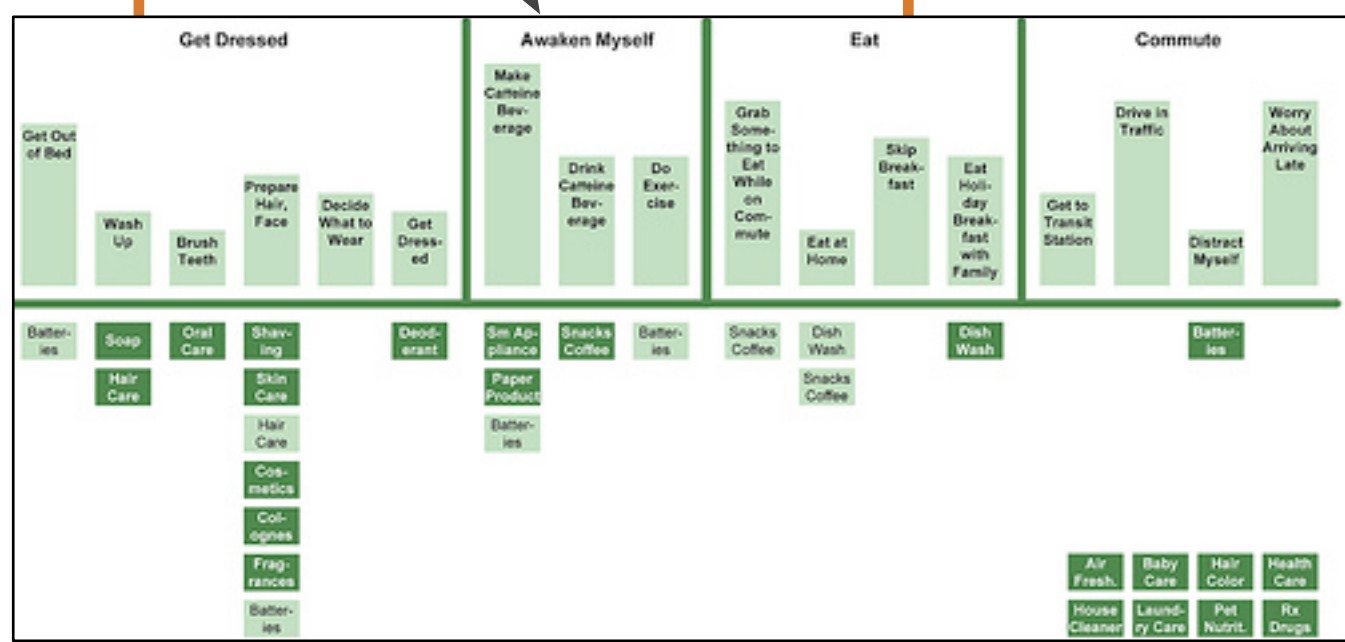 Get Dressed
Awaken Myself
Eat
Commute
Get Out
of Bed
Wash
Up
Brush
Teeth
Prepare
Hair,
Face
Decide
What to
Wear
Get
Dress-
ed
Make
Caffeine
Bev-
erage
Drink
Caffeine
Bev-
erage
Do
Exer-
cise
Grab
Some-
thing to
Eat
While
on
Com-
mute
Eat at
Home
Skip
Break-
fast
Eat
Holi-
day
Break-
fast
with
Family
Get to
Transit
Station
Drive in
Traffic
Distract
Myself
Worry
About
Arriving
Late
Batter-
ies
Soap
Hair
Care
Oral
Care
Shav-
ing
Skin
Care
Hair
Care
Cos-
metics
Col-
ognes
Frag-
rances
Batter-
ies
Deod-
erant
Sm Ap-
pliance
Paper
Product
Batter-
ies
Snacks
Coffee
Batter-
ies
Snacks
Coffee
Dish
Wash
Snacks
Coffee
Dish
Wash
Batter-
ies
Air
Fresh.
Baby
Care
Hair
Color
Health
Care
House
Cleaner
Laund-
ry Care
Pet
Nutrit.
Rx
Drugs